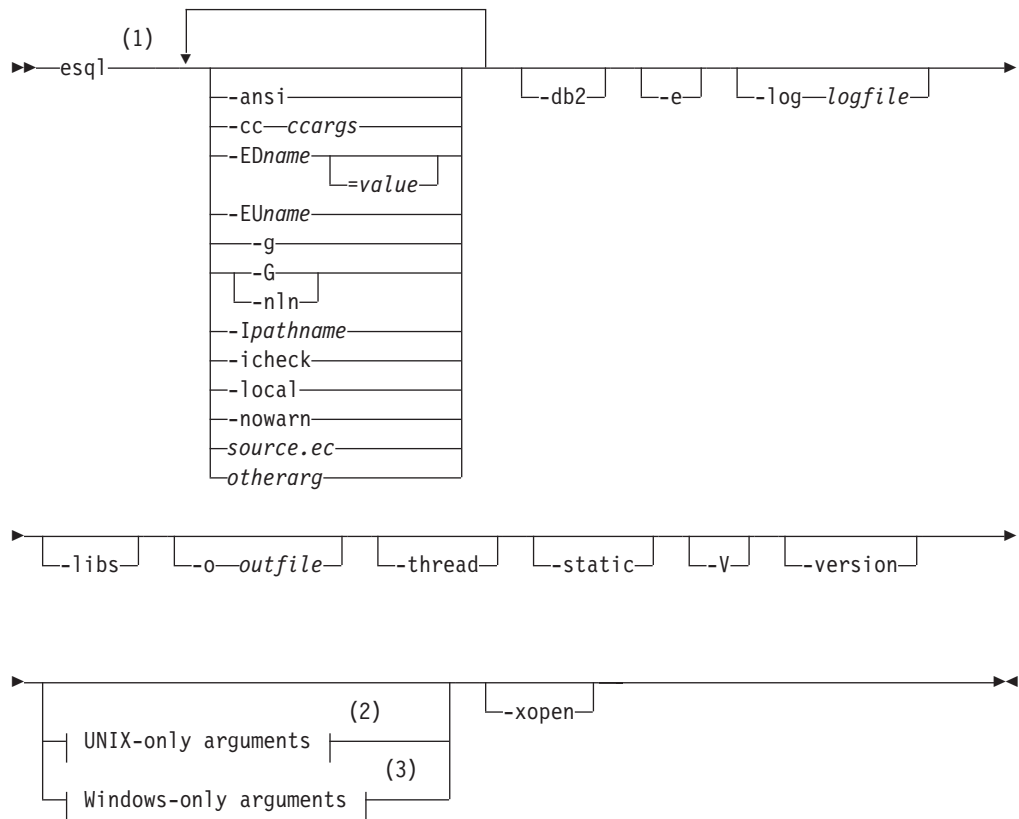 (1)
esql -db2 -e -log logfile
-ansi
-cc ccargs
-EDname
=value
-EUname
-g
-G
-nln
-Ipathname
-icheck
-local
-nowarn
source.ec
otherarg
-libs -o outfile -thread -static -V -version
(2)
-xopen
UNIX-only arguments
(3)
Windows-only arguments